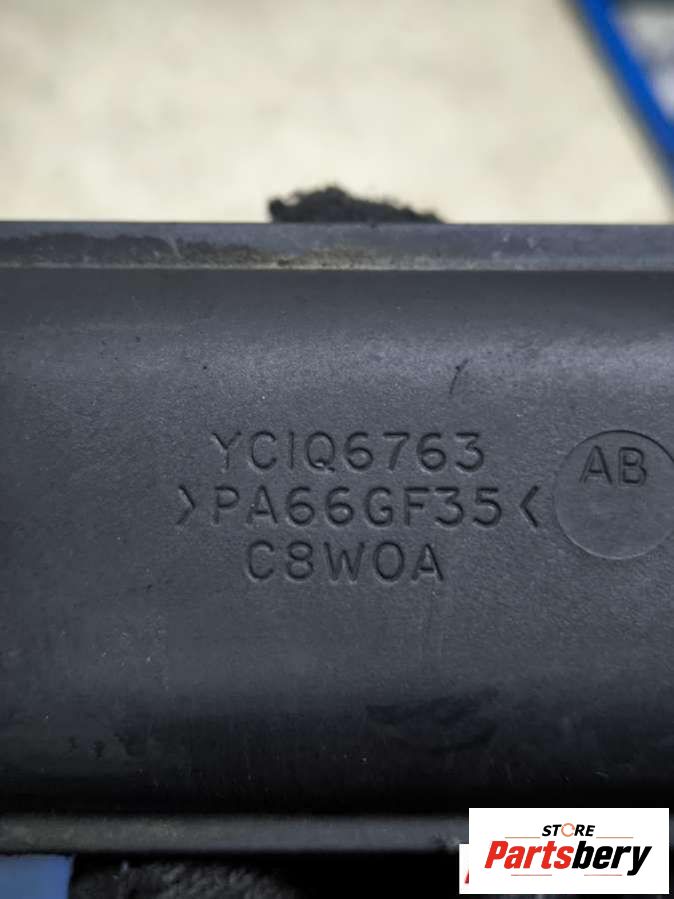 YC1Q6763
>PA66GF35<
C8W0A
AB
STORE
Partsbery